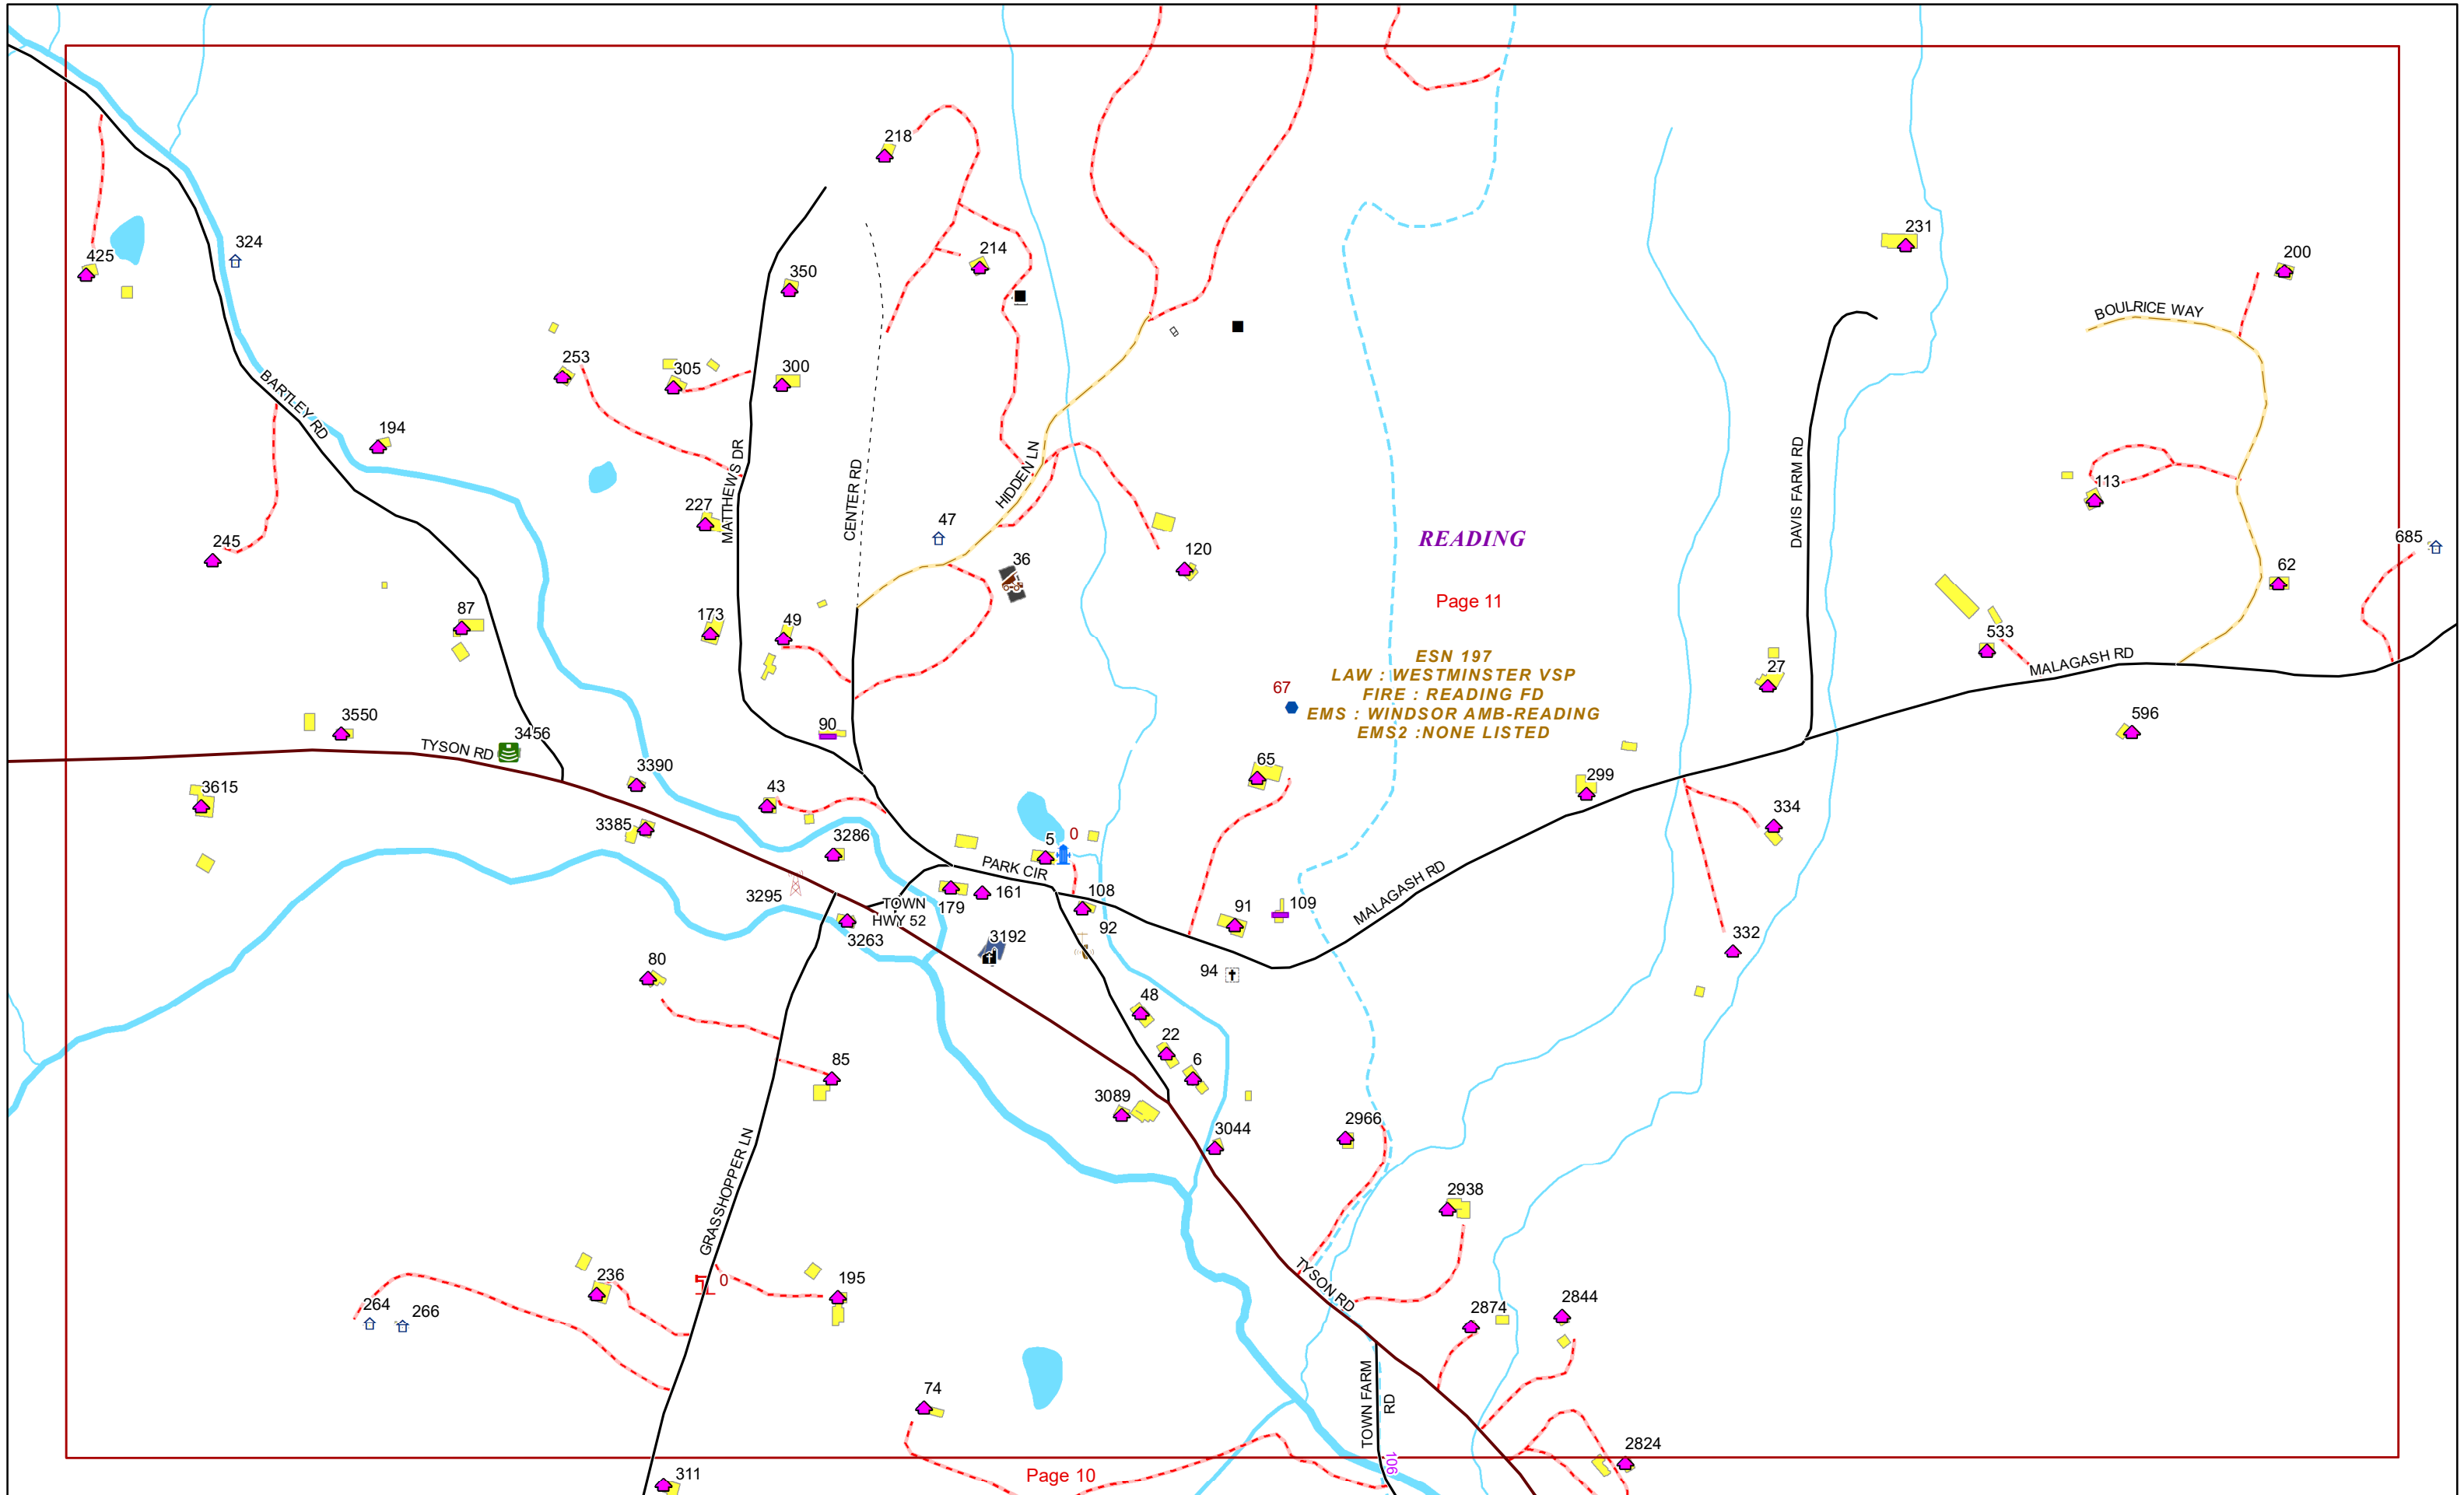 218
231
324
425
214
200
350
BOULRICE WAY
253
305
300
BARTLEY RD
194
MATTHEWS DR
CENTER RD
HIDDEN LN
DAVIS FARM RD
113
227
47
READING
685
245
36
120
62
Page 11
87
173
49
533
ESN 197
LAW : WESTMINSTER VSP
FIRE : READING FD
EMS : WINDSOR AMB-READING
EMS2 :NONE LISTED
MALAGASH RD
27
67
3550
3456
90
596
TYSON RD
3390
65
299
3615
43
334
3385
3286
5
0
PARK CIR
3295
TOWN
HWY 52
179
161
108
91
109
MALAGASH RD
3263
3192
92
332
80
94
48
22
85
6
3089
3044
2966
GRASSHOPPER LN
2938
236
0
195
TYSON RD
264
266
2874
2844
74
TOWN FARM
RD
2824
106
Page 10
311